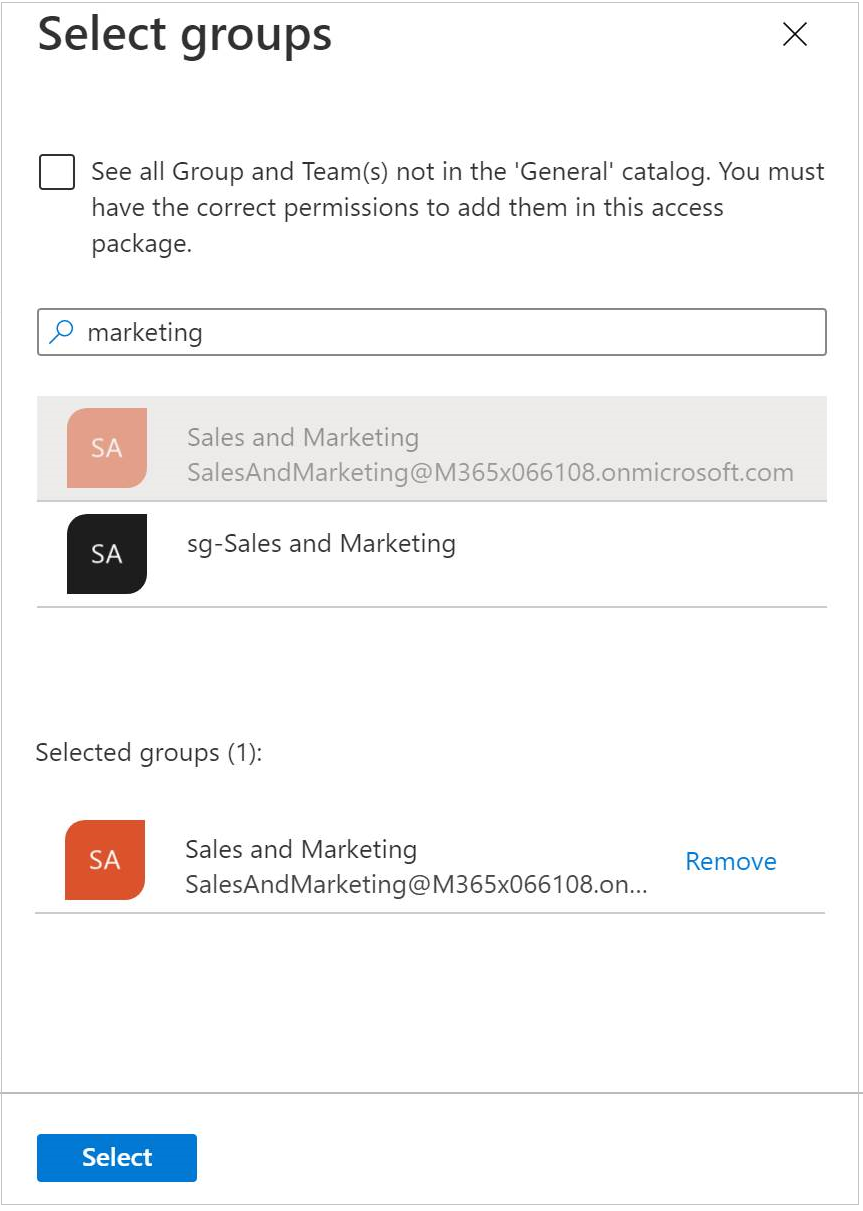 Select groups
See all Group and Team(s) not in the 'General' catalog. You must
have the correct permissions to add them in this access
package.
marketing
SA
Sales and Marketing
SalesAndMarketing@M365x066108.onmicrosoft.com
SA
sg-Sales and Marketing
Selected groups (1):
SA
Sales and Marketing
SalesAndMarketing@M365x066108.on...
Remove
Select